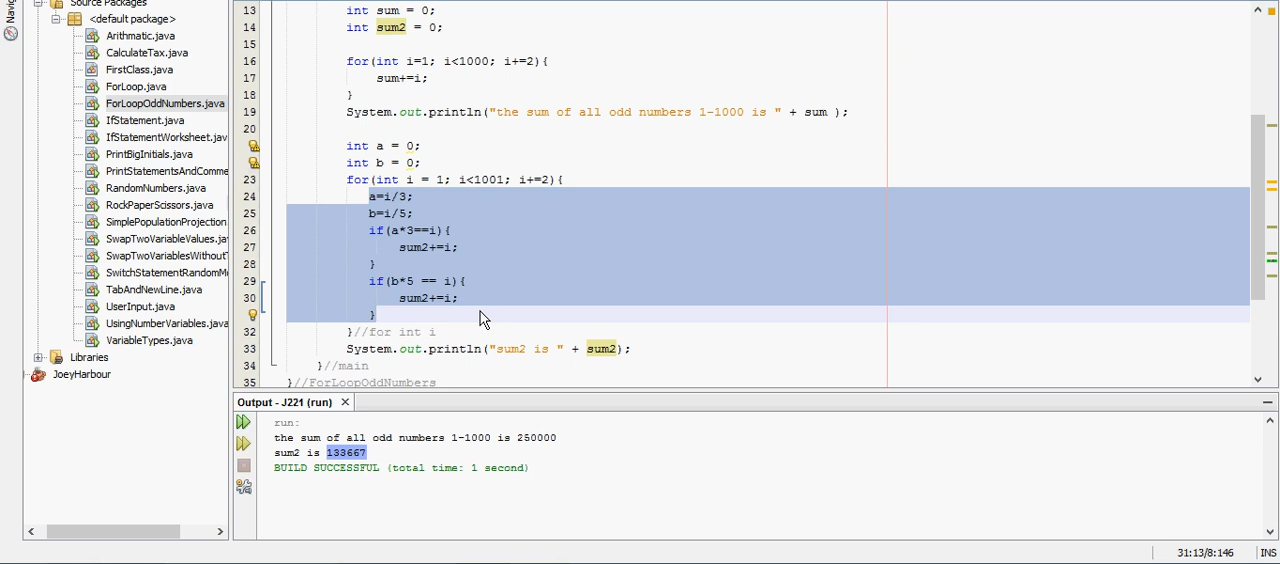 Navig
Source Packages
<default package>
Arithmatic.java
CalculateTax.java
FirstClass.java
ForLoop.java
ForLoopOddNumbers.java
IfStatement.java
IfStatementWorksheet.jav
PrintBigInitials.java
PrintStatementsAndComme
RandomNumbers.java
RockPaperScissors.java
SimplePopulationProjection
SwapTwoVariableValues.java
SwapTwoVariablesWithout
SwitchStatementRandomM
TabAndNewLine.java
UserInput.java
UsingNumberVariables.java
VariableTypes.java
Libraries
JoeyHarbour
13 int sum = 0;
14 int sum2 = 0;
15
16 for(int i=1; i<1000; i+=2){
17 sum+=i;
18 }
19 System.out.println("the sum of all odd numbers 1-1000 is " + sum );
20
int a = 0;
int b = 0;
23 for(int i = 1; i<1001; i+=2){
24 a=i/3;
25 b=i/5;
26 if(a*3==i){
27 sum2+=i;
28 }
29 if(b*5 == i){
30 sum2+=i;
}
32 }//for int i
33 System.out.println("sum2 is " + sum2);
34 }//main
35 }//ForLoopOddNumbers
Output - J221 (run)
run:
the sum of all odd numbers 1-1000 is 250000
sum2 is 133667
BUILD SUCCESSFUL (total time: 1 second)
31:13/8:146 INS